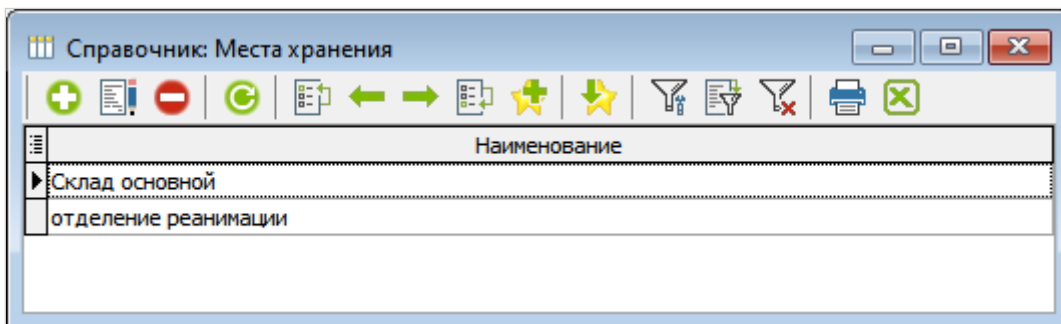 Справочник: Места хранения
Наименование
Склад основной
отделение реанимации